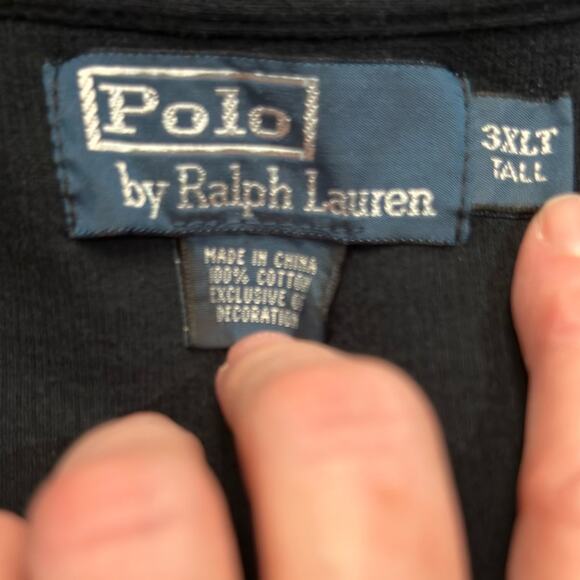 Polo
by Ralph Lauren
3XLT
TALL
MADE IN CHINA
100% COTTON
EXCLUSIVE OF
DECORATION